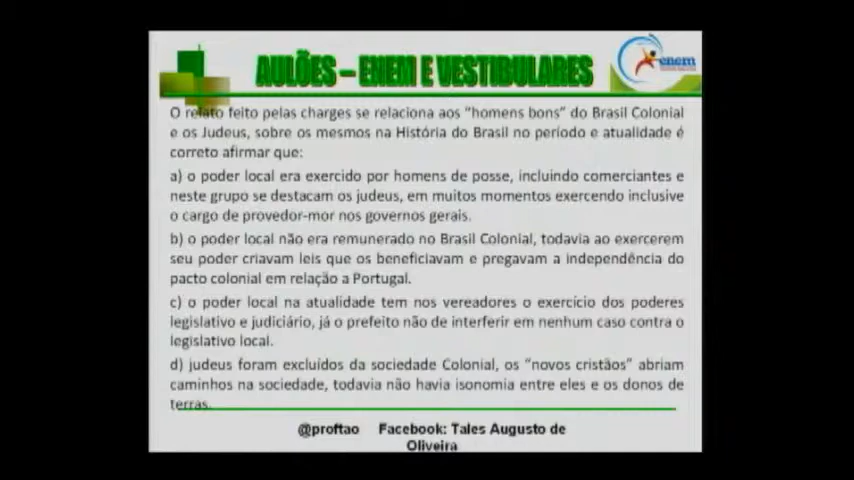 AULÕES – ENEM E VESTIBULARES
enem
O relato feito pelas charges se relaciona aos “homens bons” do Brasil Colonial
e os Judeus, sobre os mesmos na História do Brasil no período e atualidade é
correto afirmar que:
a) o poder local era exercido por homens de posse, incluindo comerciantes e
neste grupo se destacam os judeus, em muitos momentos exercendo inclusive
o cargo de provedor-mor nos governos gerais.
b) o poder local não era remunerado no Brasil Colonial, todavia ao exercerem
seu poder criavam leis que os beneficiavam e pregavam a independência do
pacto colonial em relação a Portugal.
c) o poder local na atualidade tem nos vereadores o exercício dos poderes
legislativo e judiciário, já o prefeito não de interferir em nenhum caso contra o
legislativo local.
d) judeus foram excluídos da sociedade Colonial, os “novos cristãos” abriam
caminhos na sociedade, todavia não havia isonomia entre eles e os donos de
terras.
@proftao Facebook: Tales Augusto de
Oliveira